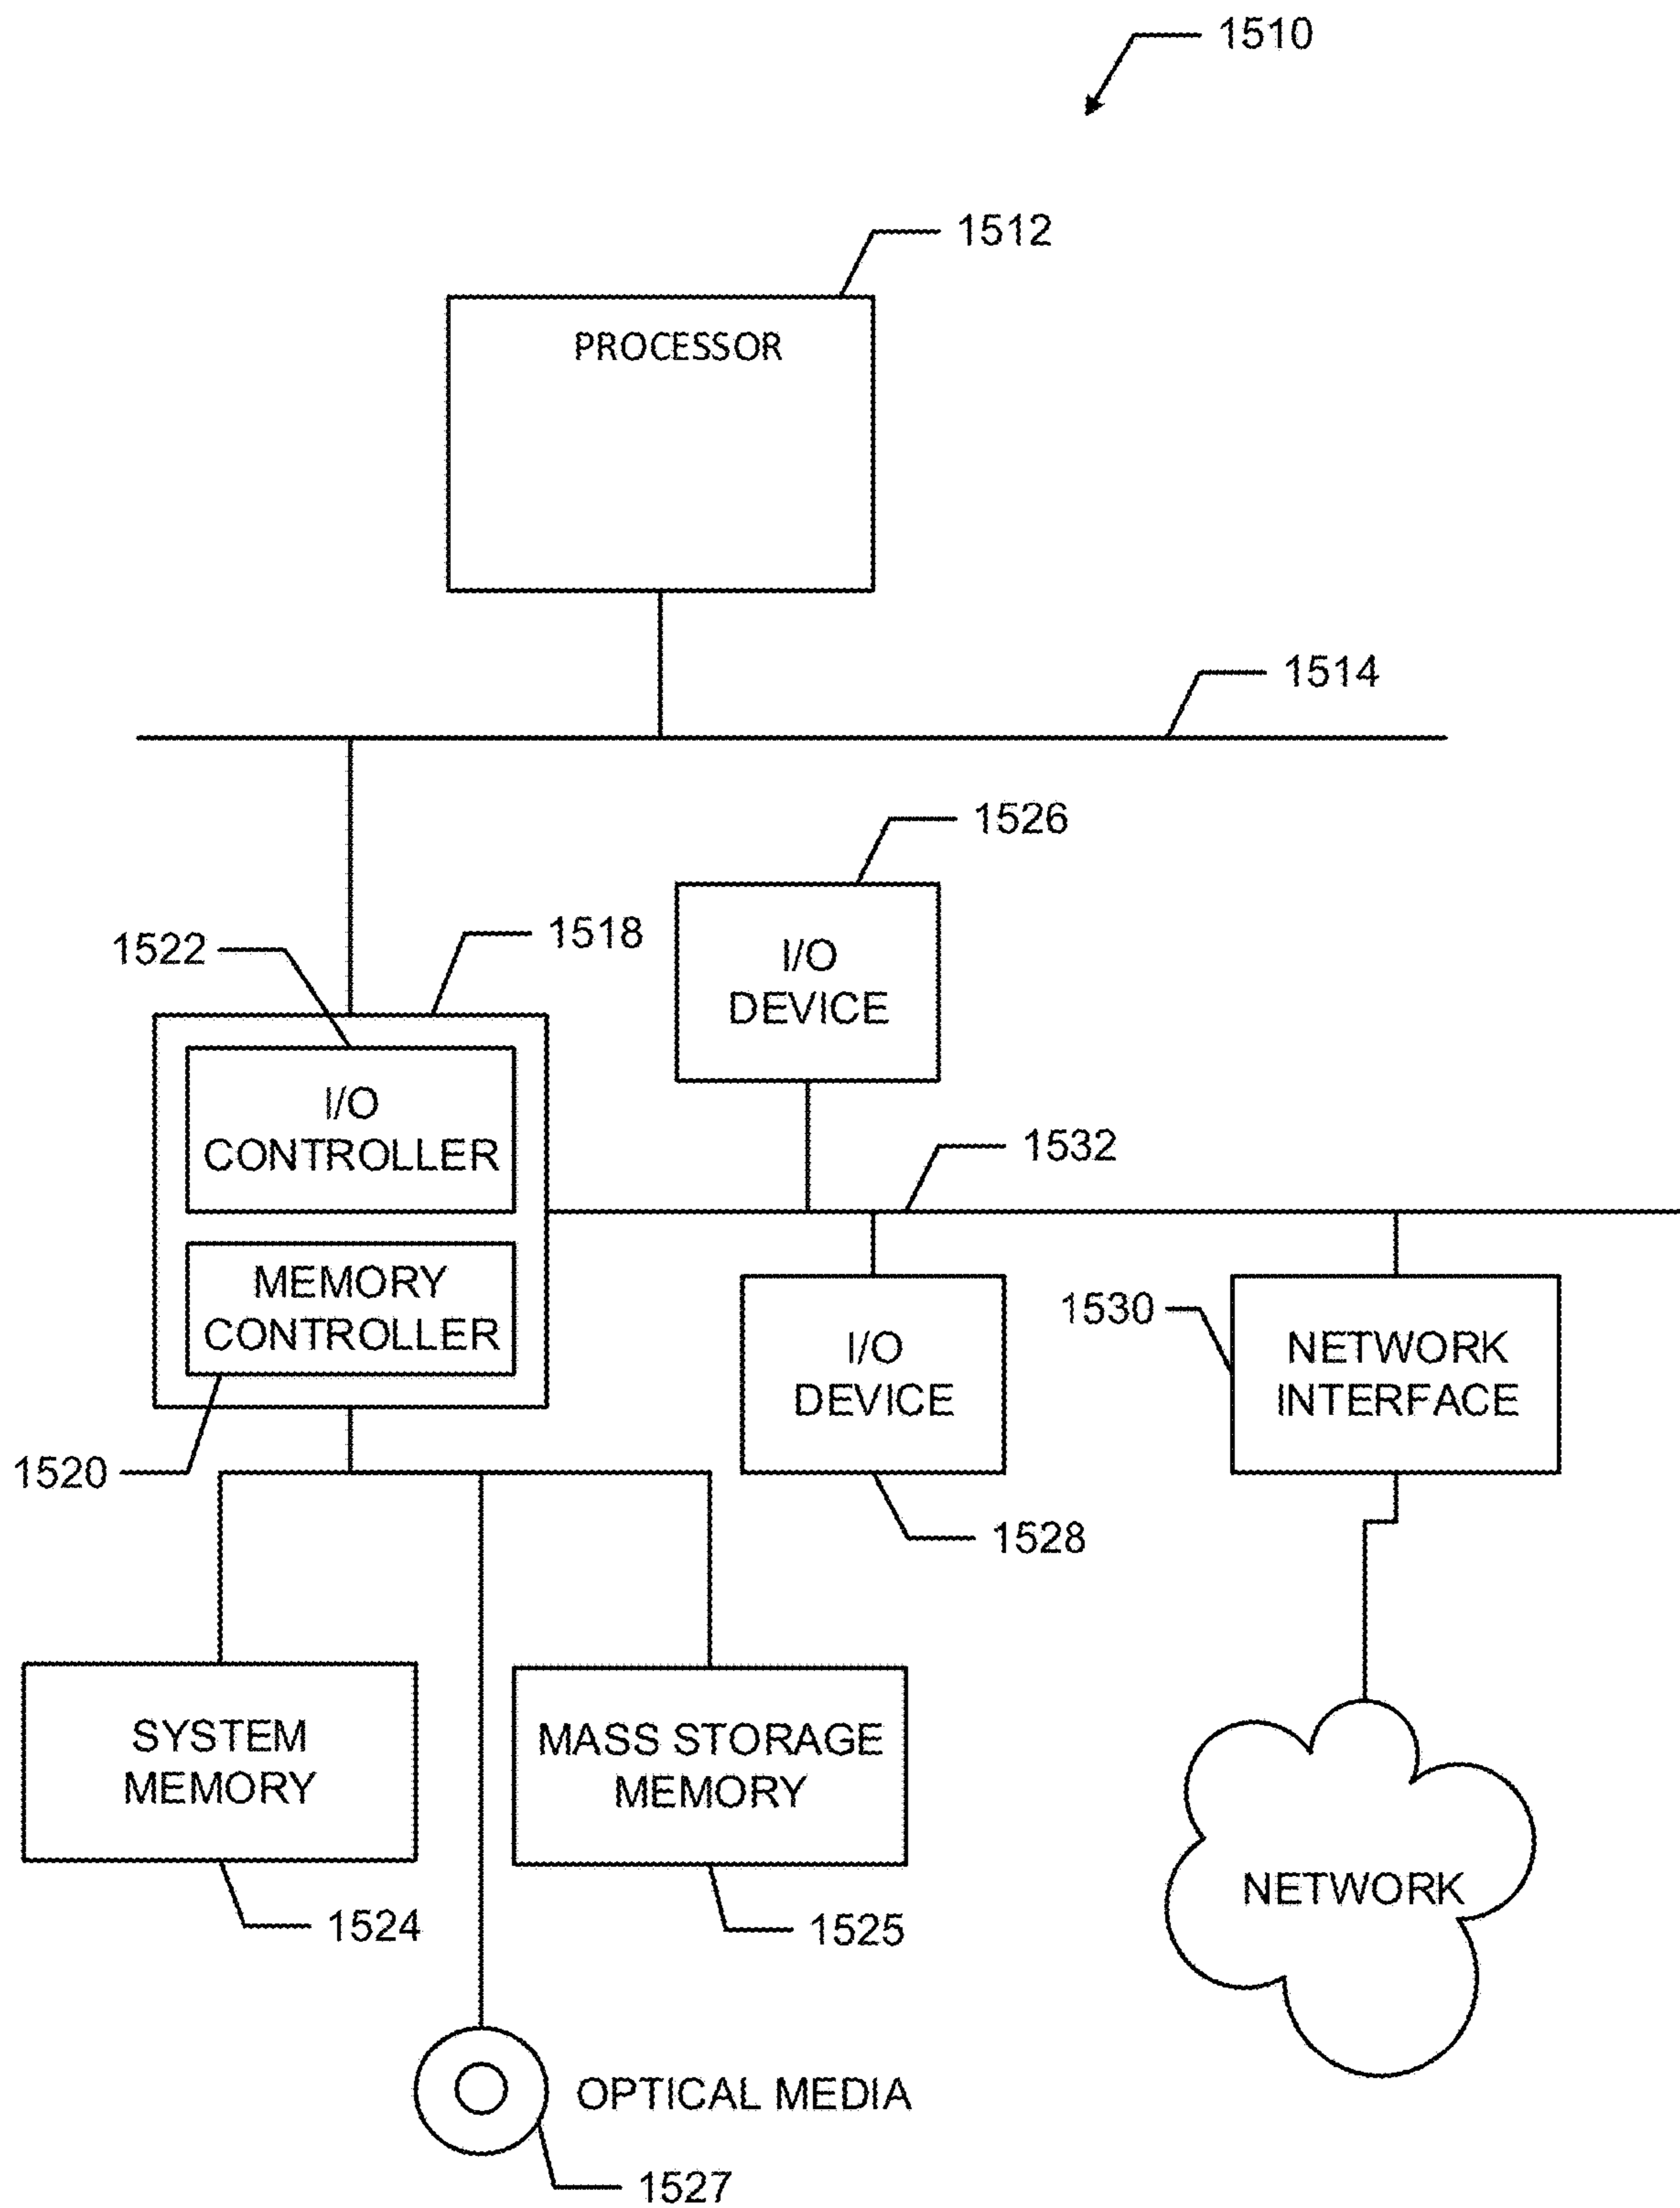 1510
1512
PROCESSOR
1514
1526
1522
1518
I/O
DEVICE
I/O
CONTROLLER
1532
MEMORY
CONTROLLER
1530
I/O
DEVICE
NETWORK
INTERFACE
1520
1528
SYSTEM
MEMORY
MASS STORAGE
MEMORY
NETWORK
1524
1525
OPTICAL MEDIA
1527